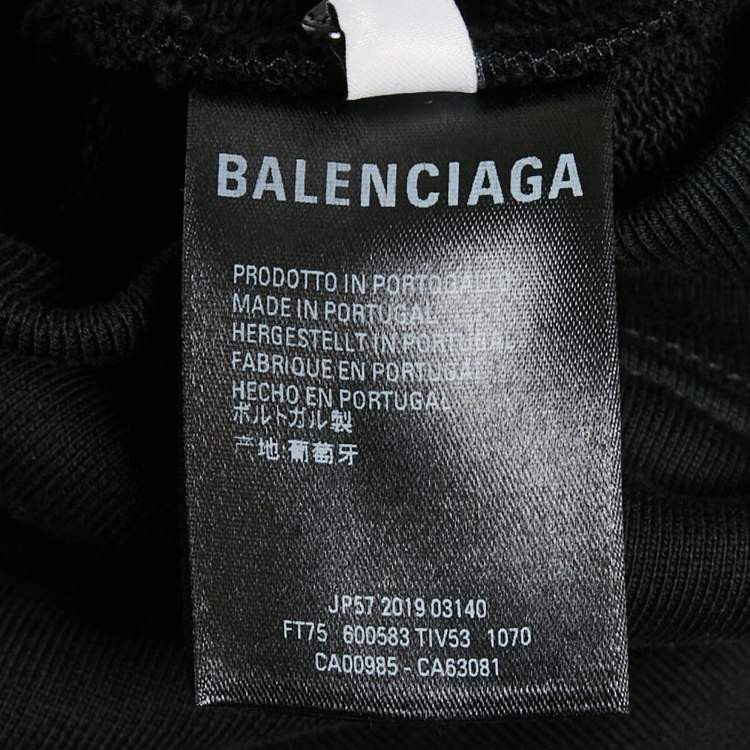 BALENCIAGA
PRODOTTO IN PORTOGALLO
MADE IN PORTUGAL
HERGESTELLT IN PORTUGAL
FABRIQUE EN PORTUGAL
HECHO EN PORTUGAL
ポルトガル製
产地:葡萄牙
JP57 2019 03140
FT75 600583 TIV53 1070
CA00985 - CA63081